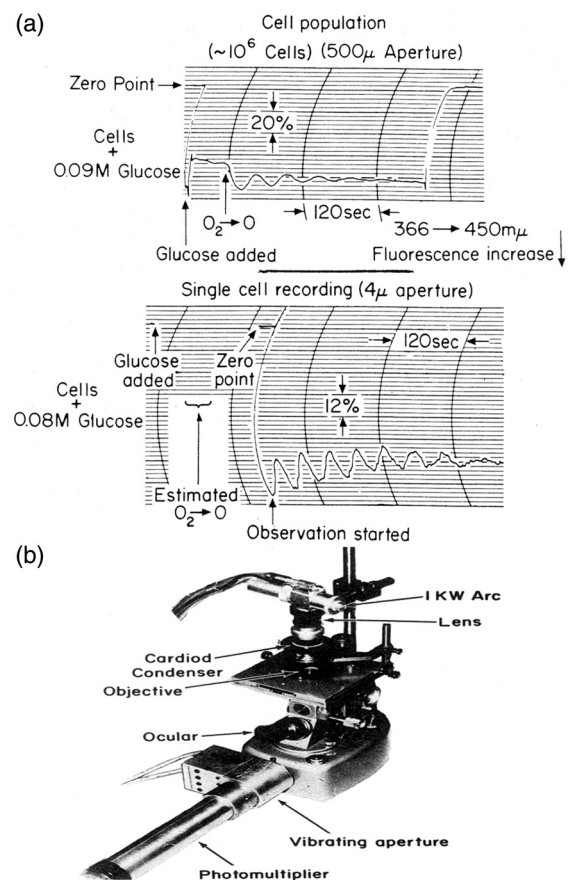 (a)
Cell population
(~10⁶ Cells) (500μ Aperture)
Zero Point
20%
Cells
+
0.09M Glucose
120sec
O₂→O
366→450mμ
Glucose added
Fluorescence increase
Single cell recording (4μ aperture)
120sec
Glucose
added
Zero
point
Cells
+
0.08M Glucose
12%
Estimated
O₂→O
Observation started
(b)
1 KW Arc
Lens
Cardiod
Condenser
Objective
Ocular
Vibrating aperture
Photomultiplier